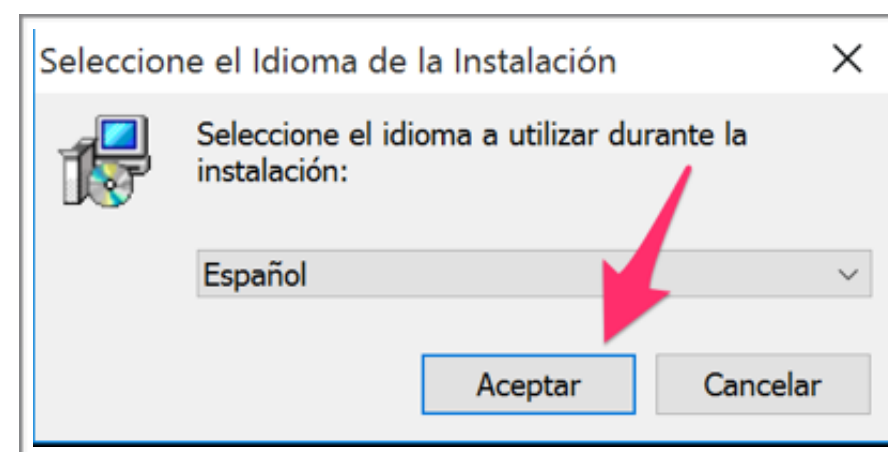 Seleccione el Idioma de la Instalación
Seleccione el idioma a utilizar durante la
instalación:
Español
Aceptar
Cancelar